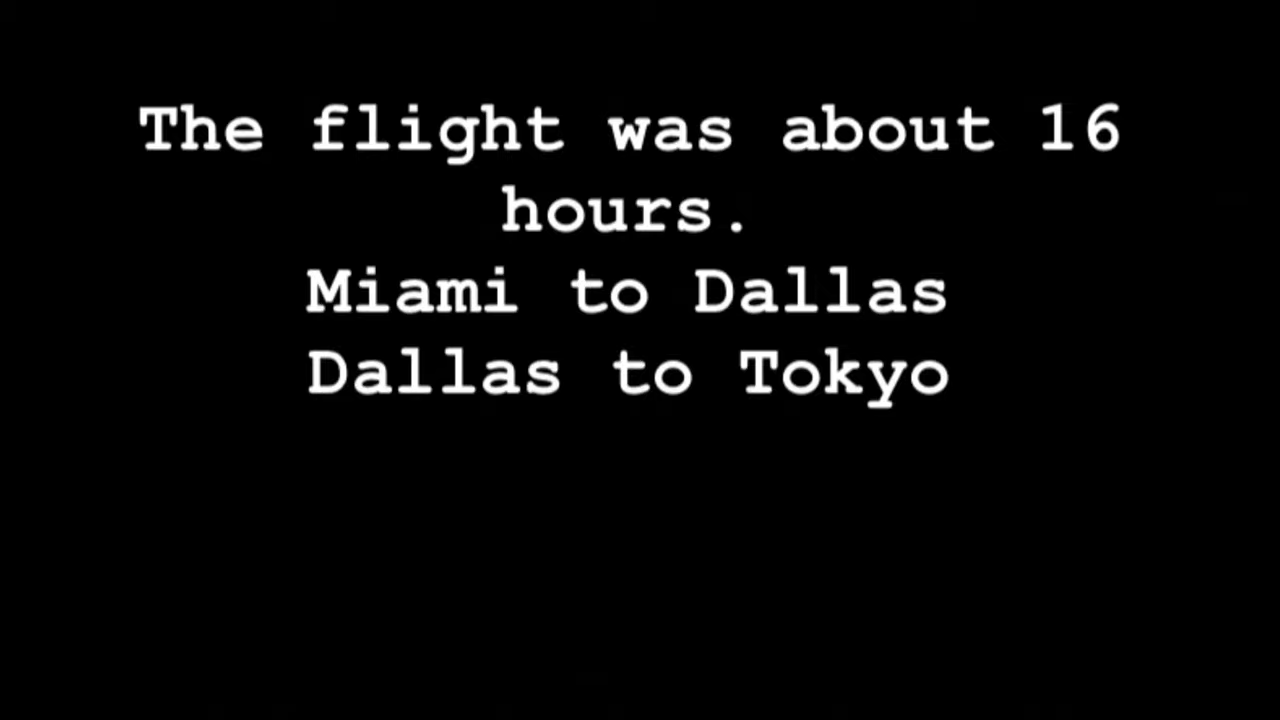 The flight was about 16
hours.
Miami to Dallas
Dallas to Tokyo